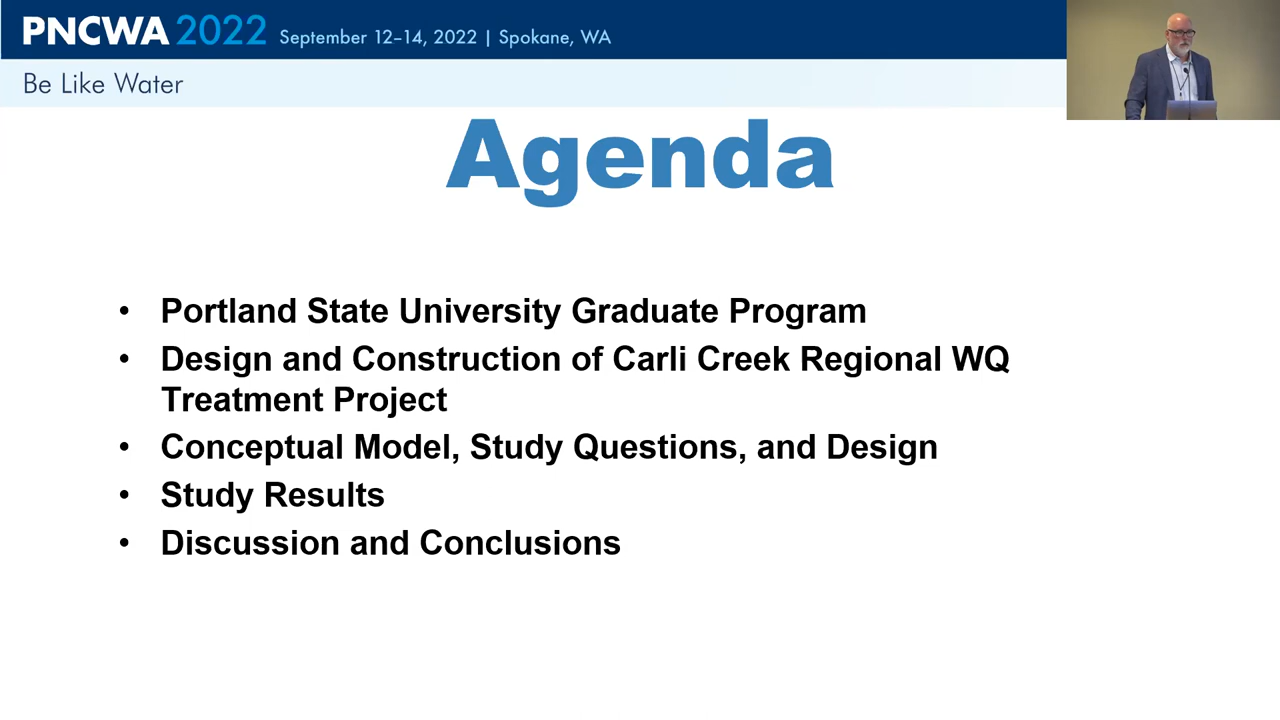 PNCWA 2022 September 12–14, 2022 | Spokane, WA
Be Like Water
Agenda
• Portland State University Graduate Program
• Design and Construction of Carli Creek Regional WQ
Treatment Project
• Conceptual Model, Study Questions, and Design
• Study Results
• Discussion and Conclusions